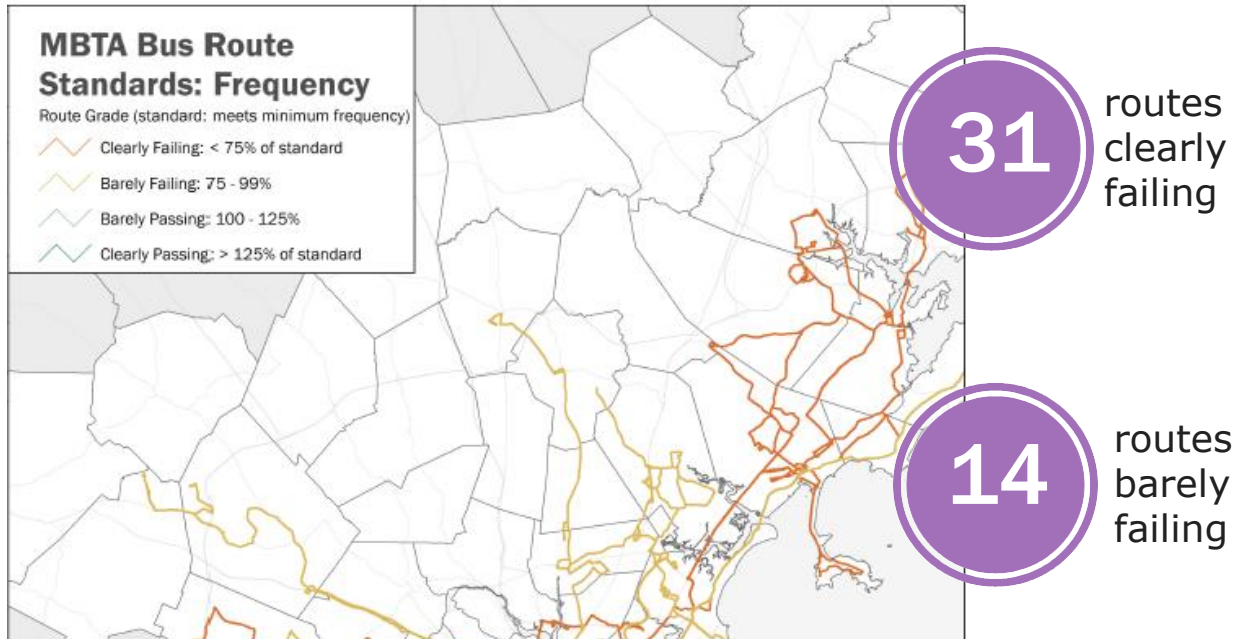 MBTA Bus Route
Standards: Frequency
Route Grade (standard: meets minimum frequency)
Clearly Failing: < 75% of standard
Barely Failing: 75 - 99%
Barely Passing: 100 - 125%
Clearly Passing: > 125% of standard
31
routes
clearly
failing
14
routes
barely
failing